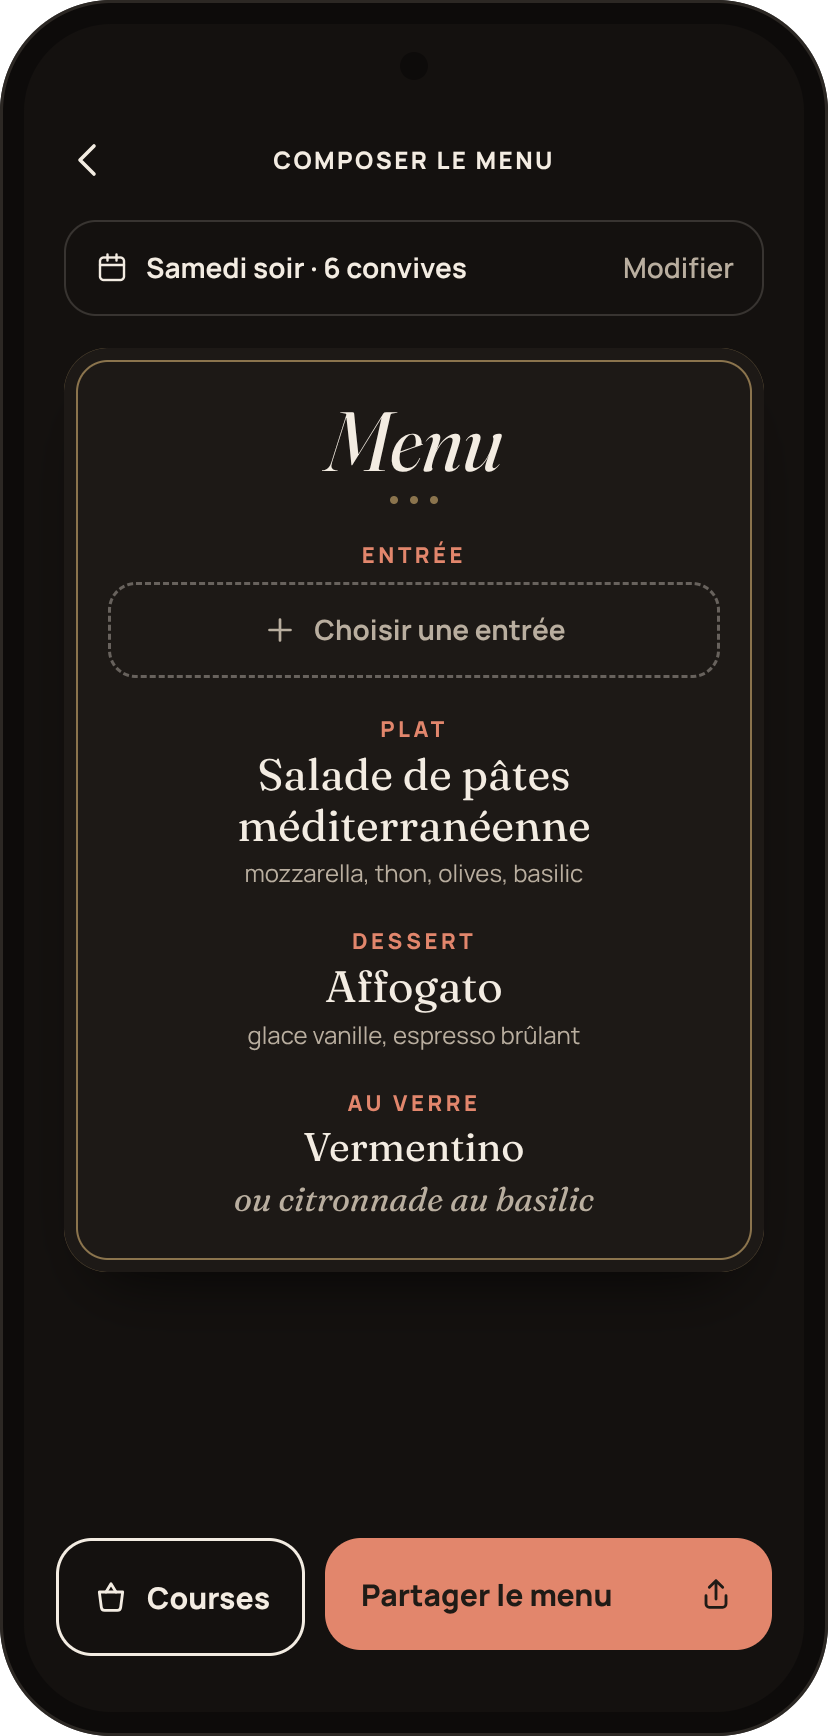 COMPOSER LE MENU
Samedi soir · 6 convives
Modifier
Menu
ENTRÉE
Choisir une entrée
PLAT
Salade de pâtes
méditerranéenne
mozzarella, thon, olives, basilic
DESSERT
Affogato
glace vanille, espresso brûlant
AU VERRE
Vermentino
ou citronnade au basilic
Courses
Partager le menu